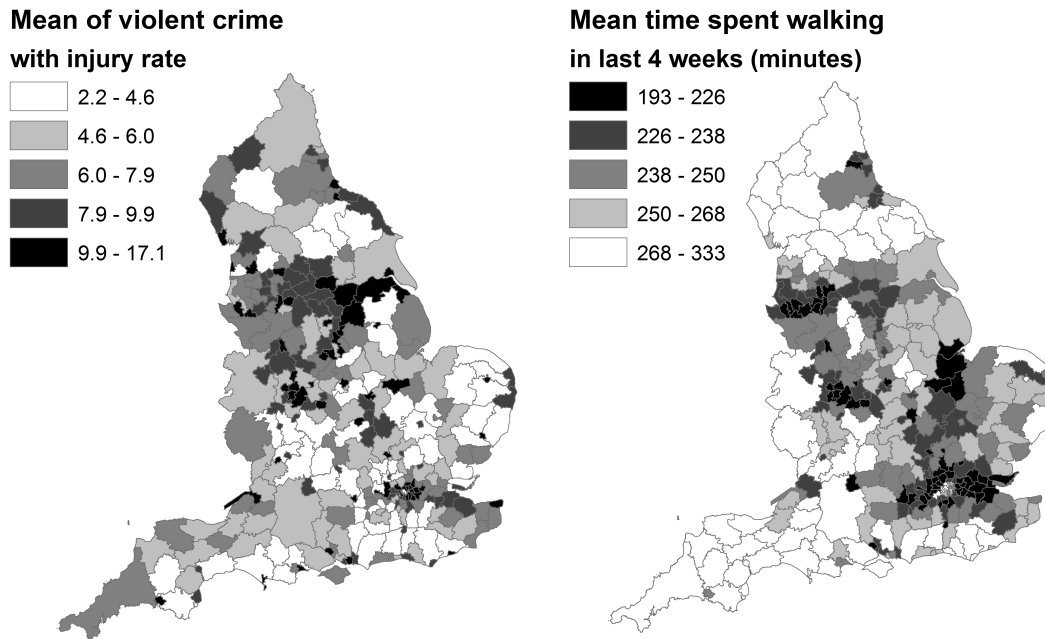 Mean of violent crime
with injury rate
2.2 - 4.6
4.6 - 6.0
6.0 - 7.9
7.9 - 9.9
9.9 - 17.1
Mean time spent walking
in last 4 weeks (minutes)
193 - 226
226 - 238
238 - 250
250 - 268
268 - 333